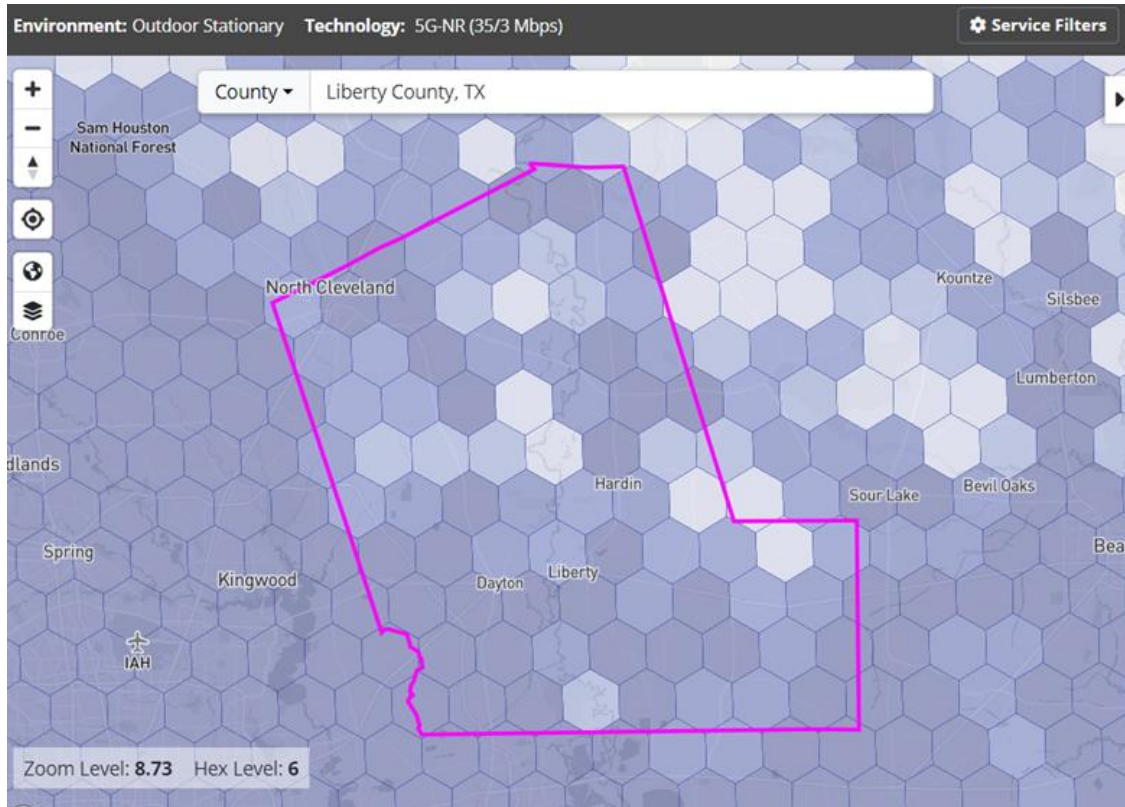 Environment: Outdoor Stationary Technology: 5G-NR (35/3 Mbps)
Service Filters
County
Liberty County, TX
Sam Houston
National Forest
North Cleveland
Kountze
Silsbee
Conroe
Lumberton
dlands
Hardin
Sour Lake
Bevil Oaks
Spring
Kingwood
Dayton
Liberty
Bea
IAH
Zoom Level: 8.73 Hex Level: 6